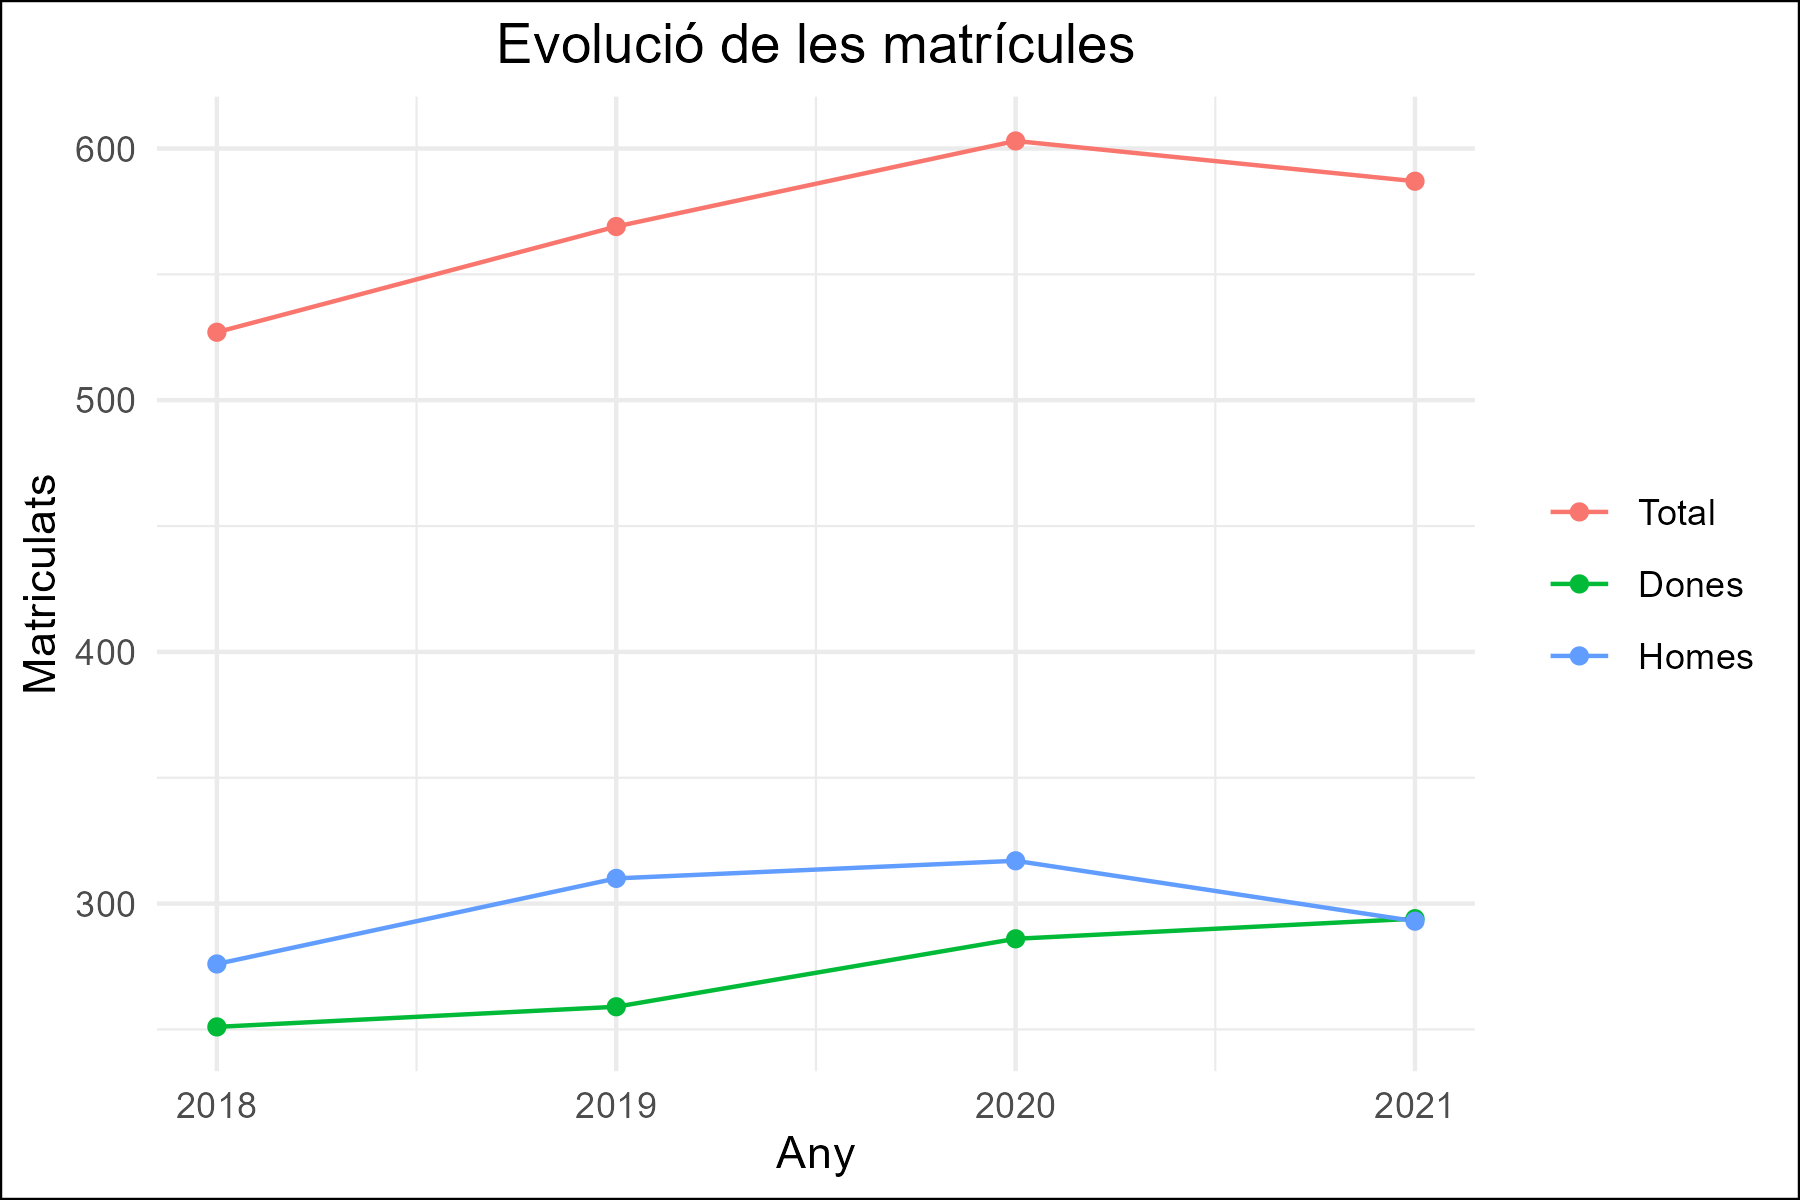 Evolució de les matrícules
600
500
400
300
Matriculats
2018
2019
2020
2021
Any
Total
Dones
Homes